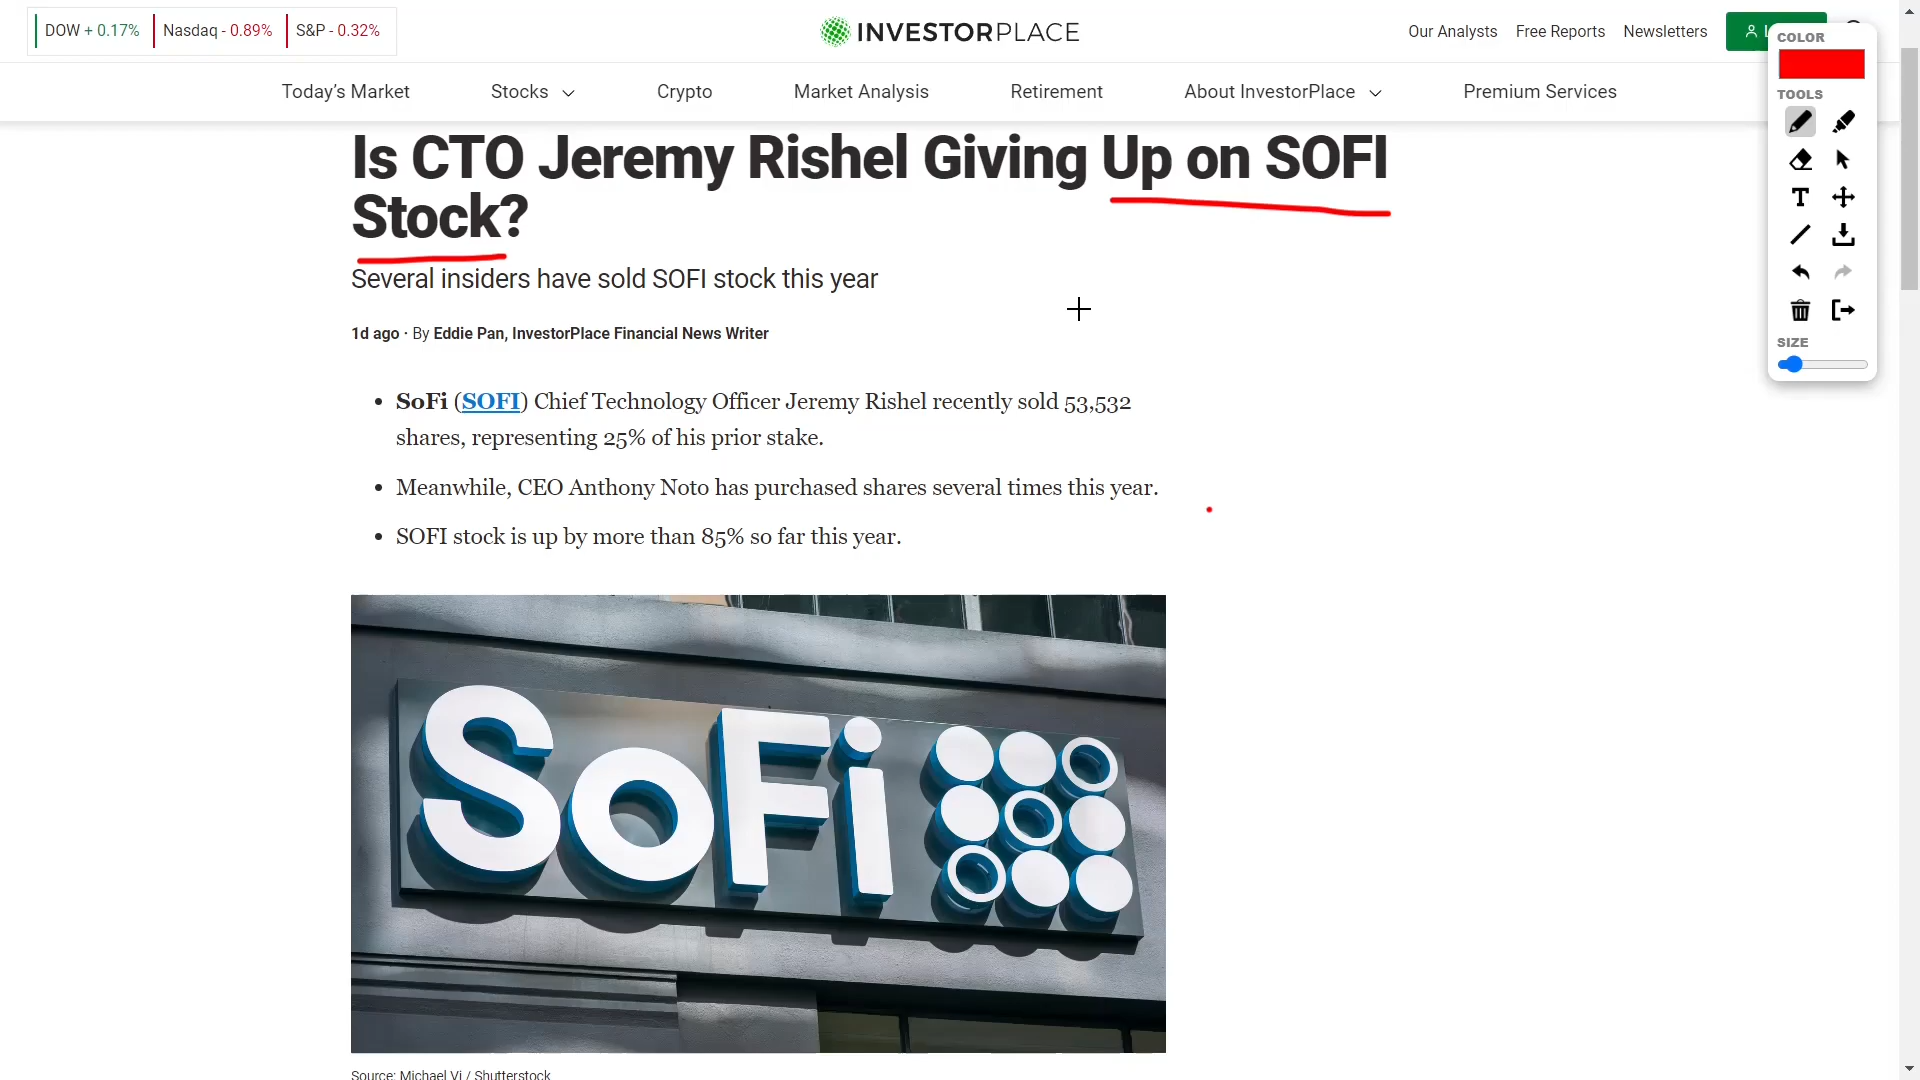 DOW + 0.17% Nasdaq - 0.89% S&P - 0.32%
INVESTORPLACE
Our Analysts Free Reports Newsletters
Today’s Market Stocks Crypto Market Analysis Retirement About InvestorPlace Premium Services
Is CTO Jeremy Rishel Giving Up on SOFI
Stock?
Several insiders have sold SOFI stock this year
1d ago · By Eddie Pan, InvestorPlace Financial News Writer
• SoFi (SOFI) Chief Technology Officer Jeremy Rishel recently sold 53,532
shares, representing 25% of his prior stake.
• Meanwhile, CEO Anthony Noto has purchased shares several times this year.
• SOFI stock is up by more than 85% so far this year.
SoFi
Source: Michael Vi / Shutterstock
COLOR
TOOLS
T
SIZE